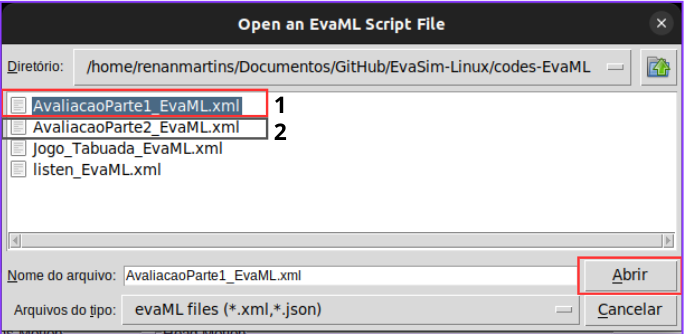 Open an EvaML Script File
Diretório: /home/renanmartins/Documentos/GitHub/EvaSim-Linux/codes-EvaML
AvaliacaoParte1_EvaML.xml 1
AvaliacaoParte2_EvaML.xml 2
Jogo_Tabuada_EvaML.xml
listen_EvaML.xml
Nome do arquivo: AvaliacaoParte1_EvaML.xml Abrir
Arquivos do tipo: evaML files (*.xml,*.json) Cancelar